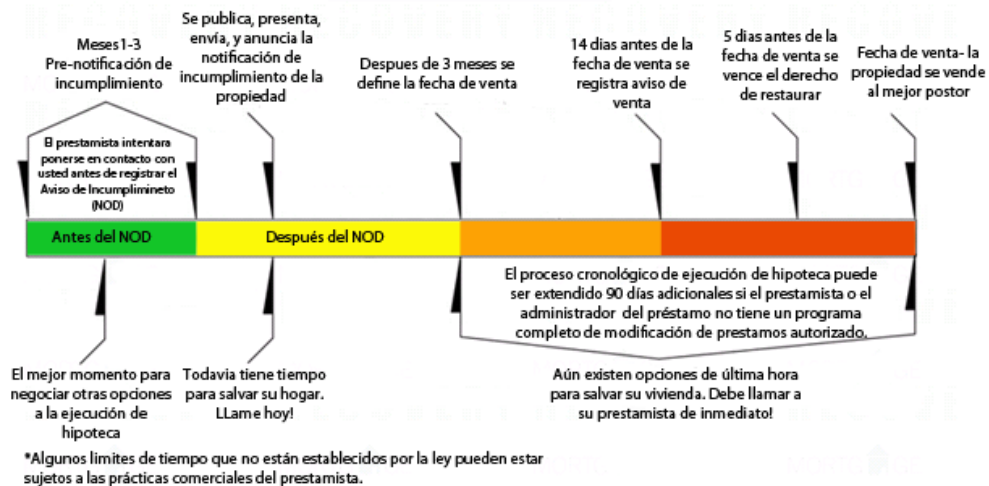 Meses 1-3
Pre-notificación de
incumplimiento
Se publica, presenta,
envía, y anuncia la
notificación de
incumplimiento de la
propiedad
Despues de 3 meses se
define la fecha de venta
14 dias antes de la
fecha de venta se
registra aviso de
venta
5 dias antes de la
fecha de venta se
vence el derecho
de restaurar
Fecha de venta- la
propiedad se vende
al mejor postor
El prestamista intentara
ponerse en contacto con
usted antes de registrar el
Aviso de Incumplimineto
(NOD)
Antes del NOD
Después del NOD
El proceso cronológico de ejecución de hipoteca puede
ser extendido 90 días adicionales si el prestamista o el
administrador del préstamo no tiene un programa
completo de modificación de prestamos autorizado.
El mejor momento para
negociar otras opciones
a la ejecución de
hipoteca
Todavia tiene tiempo
para salvar su hogar.
LLame hoy!
Aún existen opciones de última hora
para salvar su vivienda. Debe llamar a
su prestamista de inmediato!
*Algunos limites de tiempo que no están establecidos por la ley pueden estar
sujetos a las prácticas comerciales del prestamista.